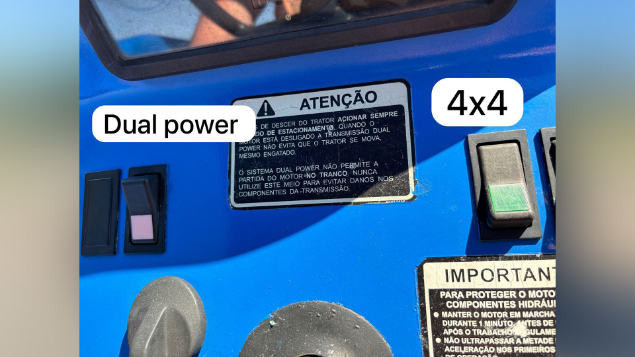 Dual power
4x4
ATENÇÃO
DE DESCER DO TRATOR ACIONAR SEMPRE
DE ESTACIONAMENTO, QUANDO O
MOTOR ESTÁ DESLIGADO A TRANSMISSÃO DUAL
POWER NÃO EVITA QUE O TRATOR SE MOVA,
MESMO ENGATADO.
O SISTEMA DUAL POWER NÃO PERMITE A
PARTIDA DO MOTOR NO TRANCO, NUNCA
UTILIZE ESTE MEIO PARA EVITAR DANOS NOS
COMPONENTES DA TRANSMISSÃO.
IMPORTANT
PARA PROTEGER O MOTO
COMPONENTES HIDRÁU
● MANTER O MOTOR EM MARCHA
DURANTE 1 MINUTO, ANTES DE
APÓS O TRABALHO
● NÃO ULTRAPASSAR A METADE
ACELERAÇÃO NOS PRIMEIROS